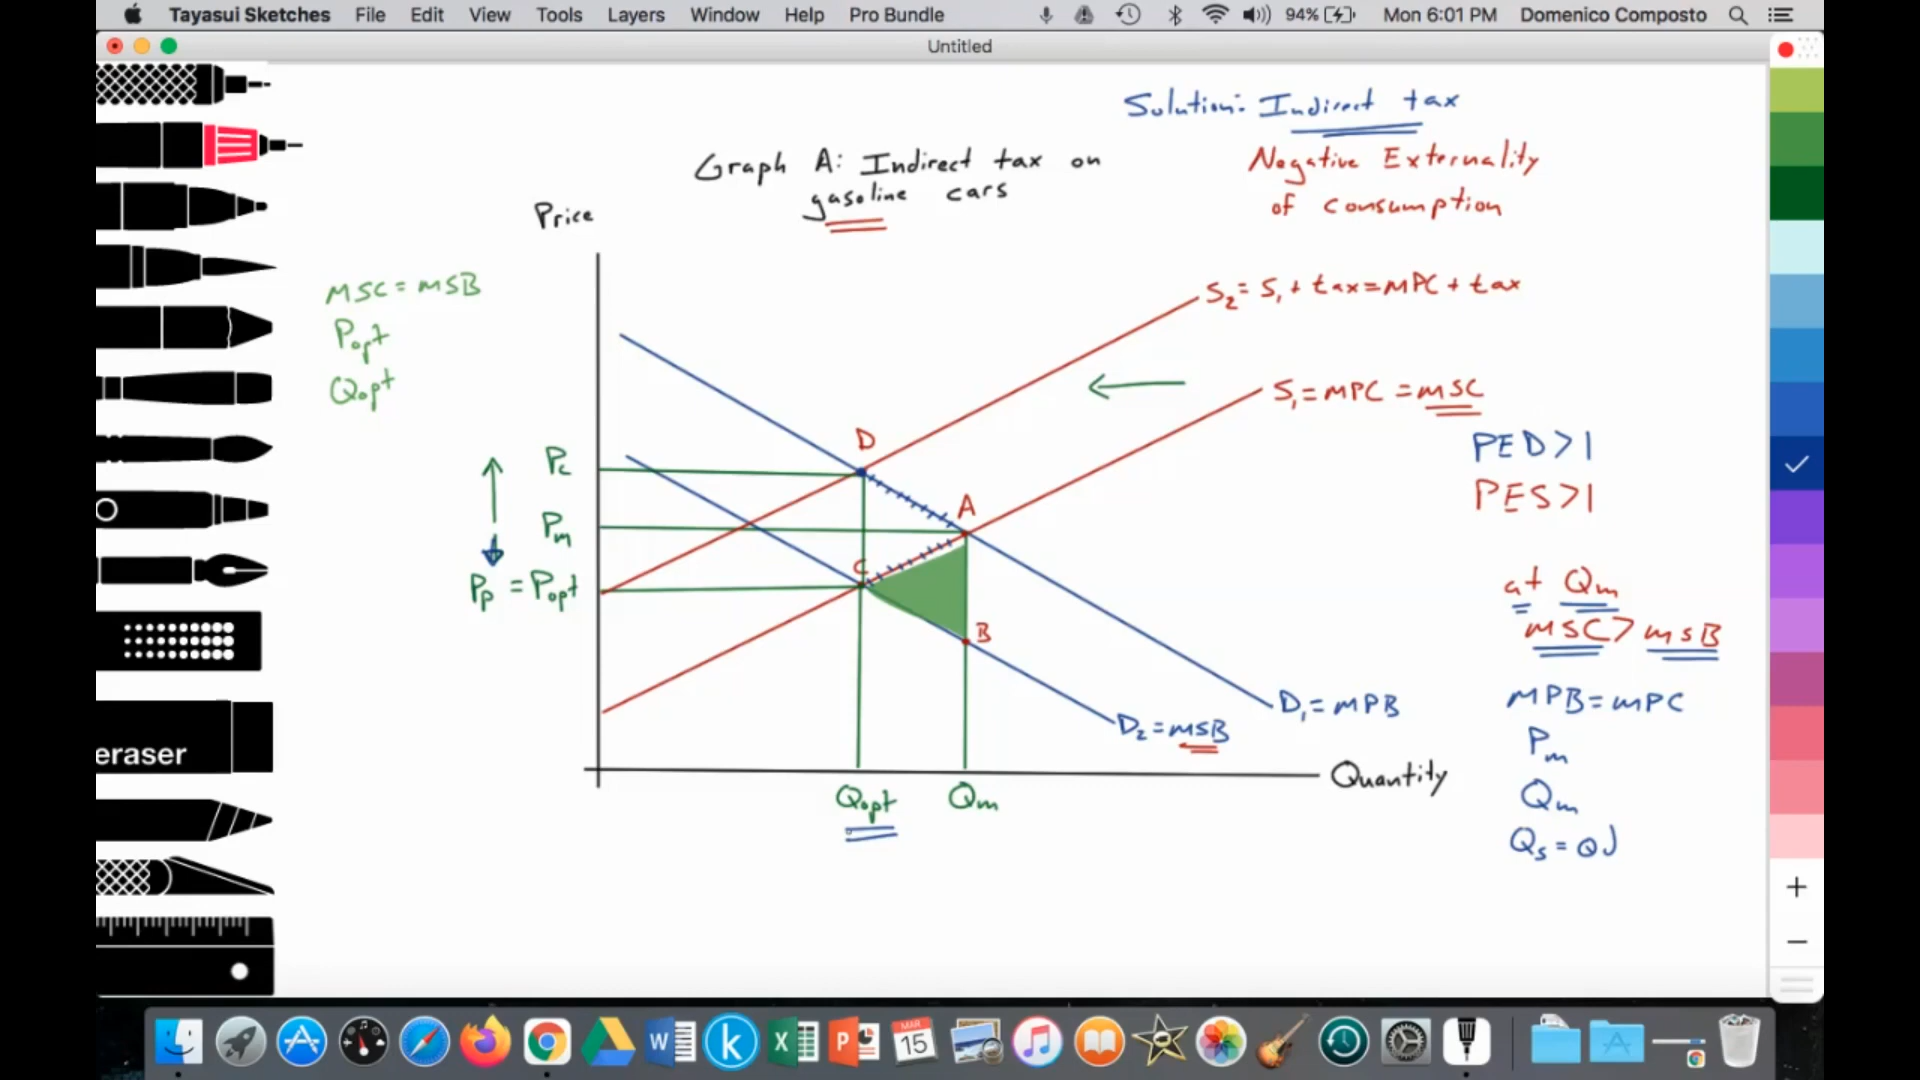 Tayasui Sketches File Edit View Tools Layers Window Help Pro Bundle 94% Mon 6:01 PM Domenico Composto
Untitled
Solution: Indirect tax
Graph A: Indirect tax on
gasoline cars
Negative Externality
of consumption
Price
MSC = MSB
Popt
Qopt
S2 = S1 + tax = MPC + tax
S1 = MPC = MSC
PED > 1
PES > 1
D
Pc
A
Pm
C
Pp = Popt
B
at Qm
MSC > MSB
D1 = MPB
D2 = MSB
MPB = MPC
Pm
Qm
Qs = Qd
Quantity
Qopt
Qm
eraser
MAR
15